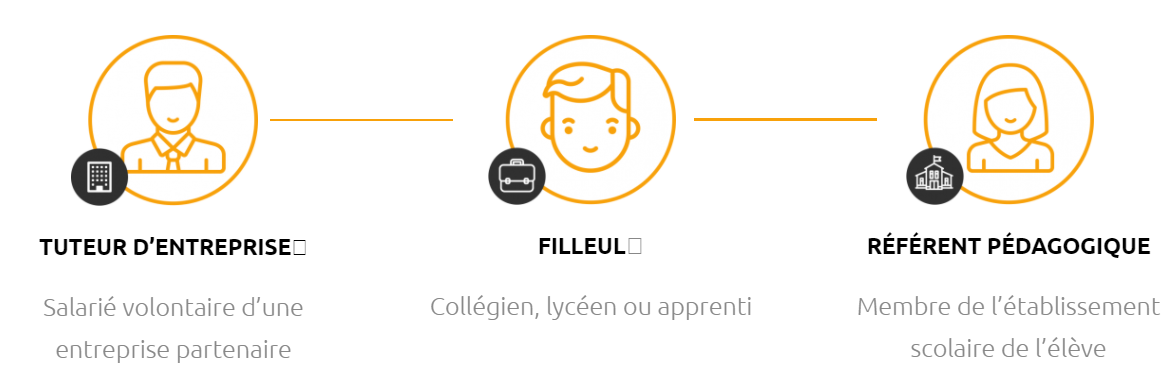 TUTEUR D’ENTREPRISE
FILLEUL
RÉFÉRENT PÉDAGOGIQUE
Salarié volontaire d’une
entreprise partenaire
Collégien, lycéen ou apprenti
Membre de l’établissement
scolaire de l’élève